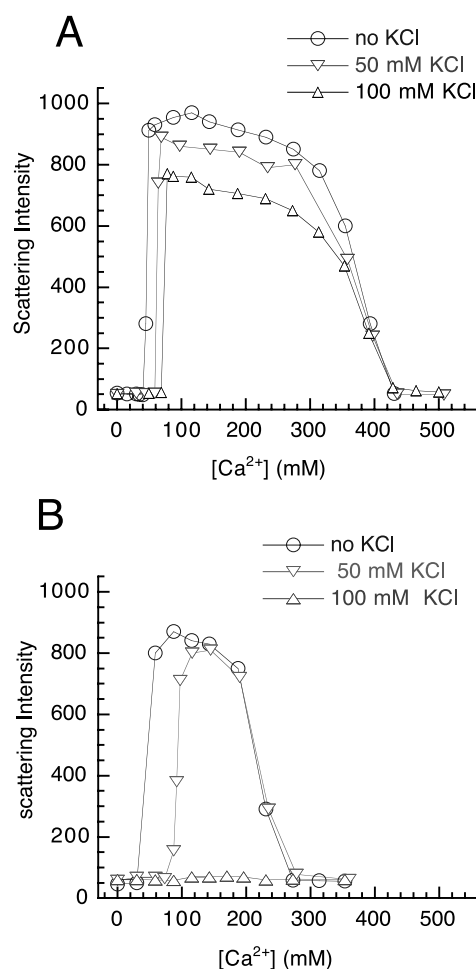 A
no KCl
50 mM KCl
100 mM KCl
1000
800
600
400
200
0
Scattering Intensity
0 100 200 300 400 500
[Ca²⁺] (mM)
B
no KCl
50 mM KCl
100 mM KCl
1000
800
600
400
200
0
scattering Intensity
0 100 200 300 400 500
[Ca²⁺] (mM)